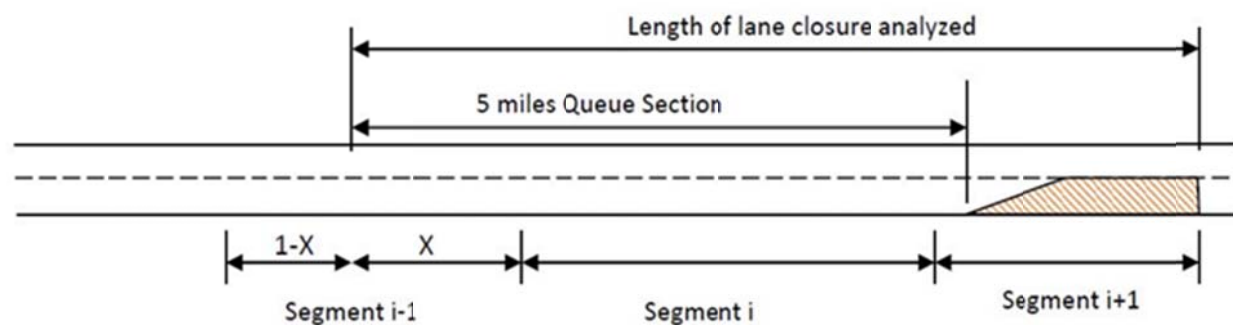 Length of lane closure analyzed
5 miles Queue Section
1-X
X
Segment i-1
Segment i
Segment i+1